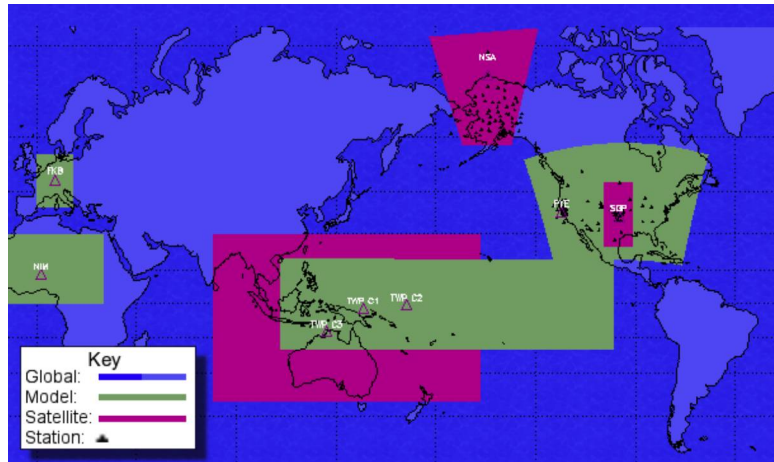 NSA
FKB
PYE
SGP
NIM
TWP C1
TWP C2
TWP C3
Key
Global:
Model:
Satellite:
Station: